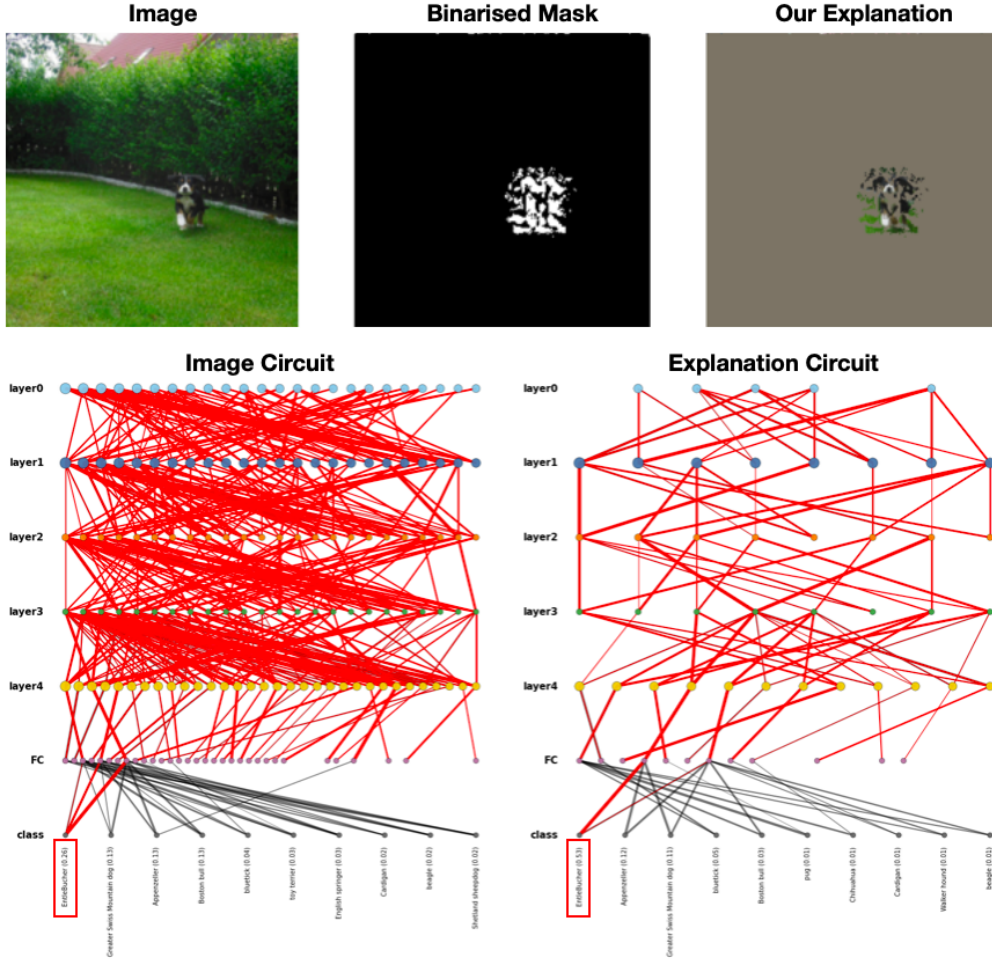 Image
Binarised Mask
Our Explanation
Image Circuit
Explanation Circuit
layer0
layer1
layer2
layer3
layer4
FC
class
EntleBucher (0.26)
Greater Swiss Mountain dog (0.13)
Appenzeller (0.13)
Boston bull (0.13)
bluetick (0.04)
toy terrier (0.03)
English springer (0.03)
Cardigan (0.02)
beagle (0.02)
Shetland sheepdog (0.02)
layer0
layer1
layer2
layer3
layer4
FC
class
EntleBucher (0.53)
Appenzeller (0.12)
Greater Swiss Mountain dog (0.11)
bluetick (0.05)
Boston bull (0.03)
pug (0.01)
Chihuahua (0.01)
Cardigan (0.01)
Walker hound (0.01)
beagle (0.01)